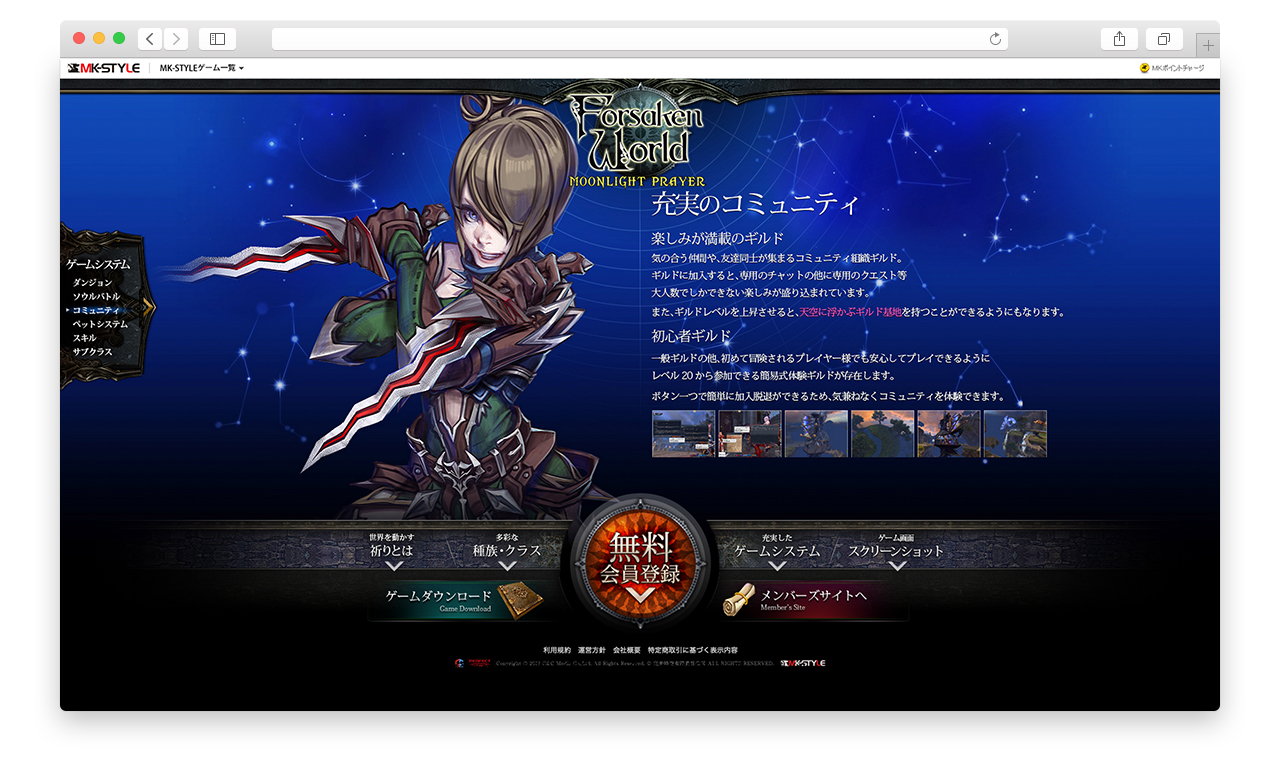 MK-STYLE
MK-STYLEゲーム一覧
MKポイントチャージ
Forsaken
World
MOONLIGHT PRAYER
充実のコミュニティ
楽しみが満載のギルド
気の合う仲間や、友達同士が集まるコミュニティ組織ギルド。
ギルドに加入すると、専用のチャットの他に専用のクエスト等
大人数でしかできない楽しみが盛り込まれています。
また、ギルドレベルを上昇させると、天空に浮かぶギルド基地を持つことができるようにもなります。
初心者ギルド
一般ギルドの他、初めて冒険されるプレイヤー様でも安心してプレイできるように
レベル20から参加できる簡易式体験ギルドが存在します。
ボタン一つで簡単に加入脱退ができるため、気兼ねなくコミュニティを体験できます。
ゲームシステム
ダンジョン
ソウルバトル
コミュニティ
ペットシステム
スキル
サブクラス
世界を動かす
祈りとは
多彩な
種族・クラス
無料
会員登録
充実した
ゲームシステム
ゲーム画面
スクリーンショット
ゲームダウンロード
Game Download
メンバーズサイトへ
Member's Site
利用規約 運営方針 会社概要 特定商取引に基づく表示内容
MK-STYLE